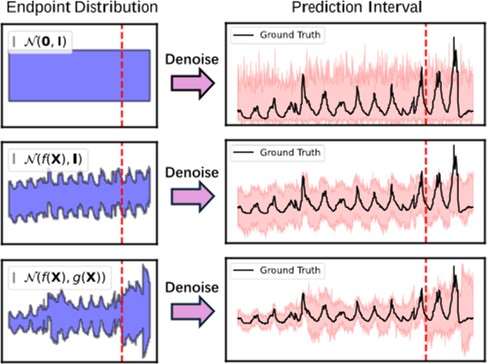 Endpoint Distribution
Prediction Interval
𝒩(0, I)
Denoise
Ground Truth
𝒩(f(X), I)
Denoise
Ground Truth
𝒩(f(X), g(X))
Denoise
Ground Truth